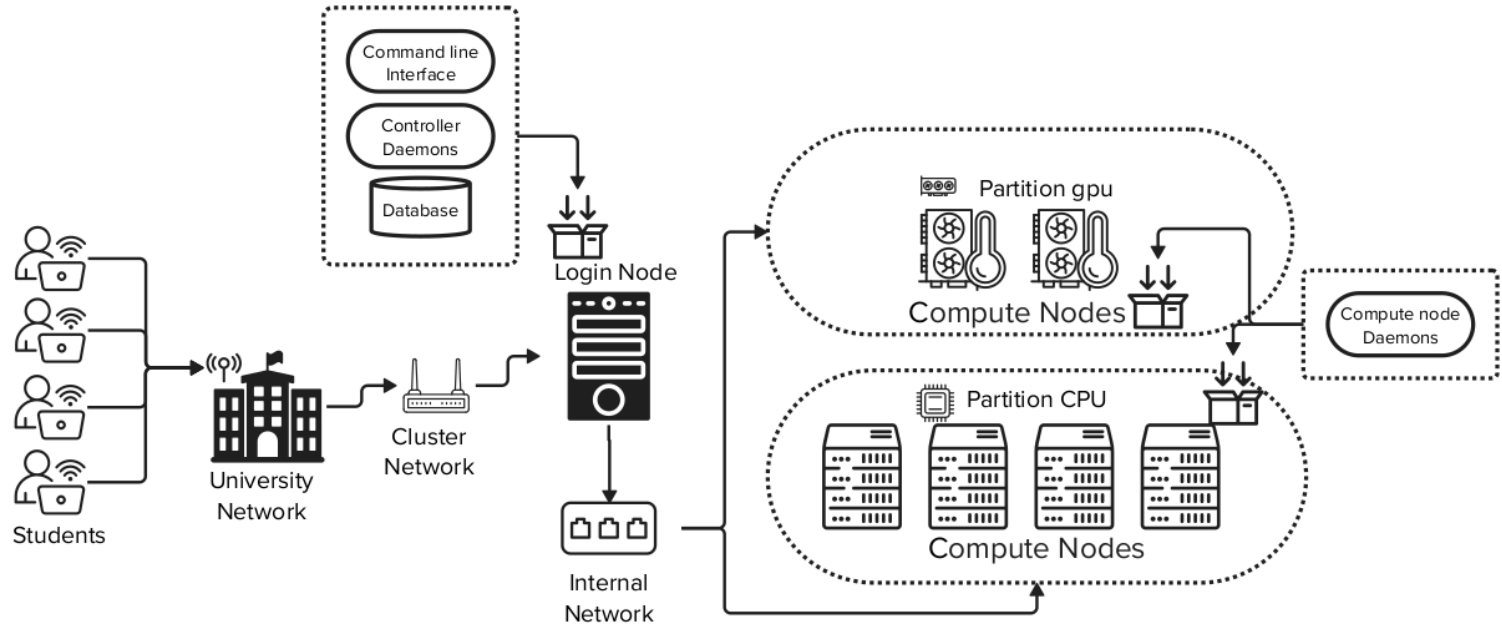 Command line
Interface
Controller
Daemons
Database
Login Node
Students
University
Network
Cluster
Network
Internal
Network
Partition gpu
Compute Nodes
Compute node
Daemons
Partition CPU
Compute Nodes